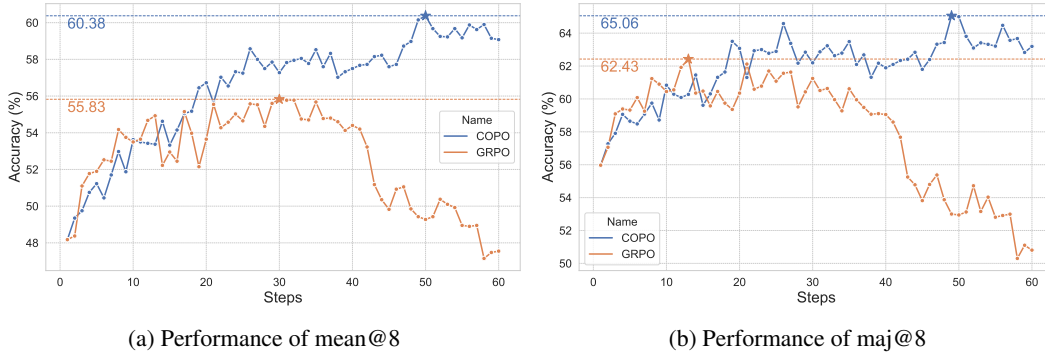 60.38
60
58
56
55.83
54
52
50
48
Accuracy (%)
Name
COPO
GRPO
0 10 20 30 40 50 60
Steps
(a) Performance of mean@8
65.06
64
62.43
62
60
58
56
54
52
50
Accuracy (%)
Name
COPO
GRPO
0 10 20 30 40 50 60
Steps
(b) Performance of maj@8